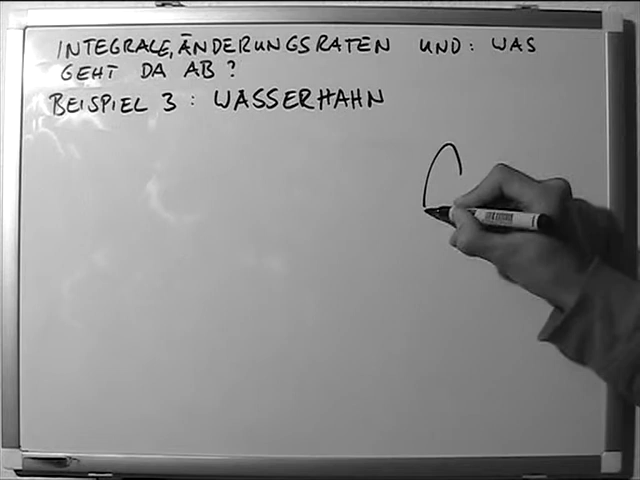 INTEGRALE, ÄNDERUNGSRATEN UND: WAS
GEHT DA AB?
BEISPIEL 3: WASSERHAHN